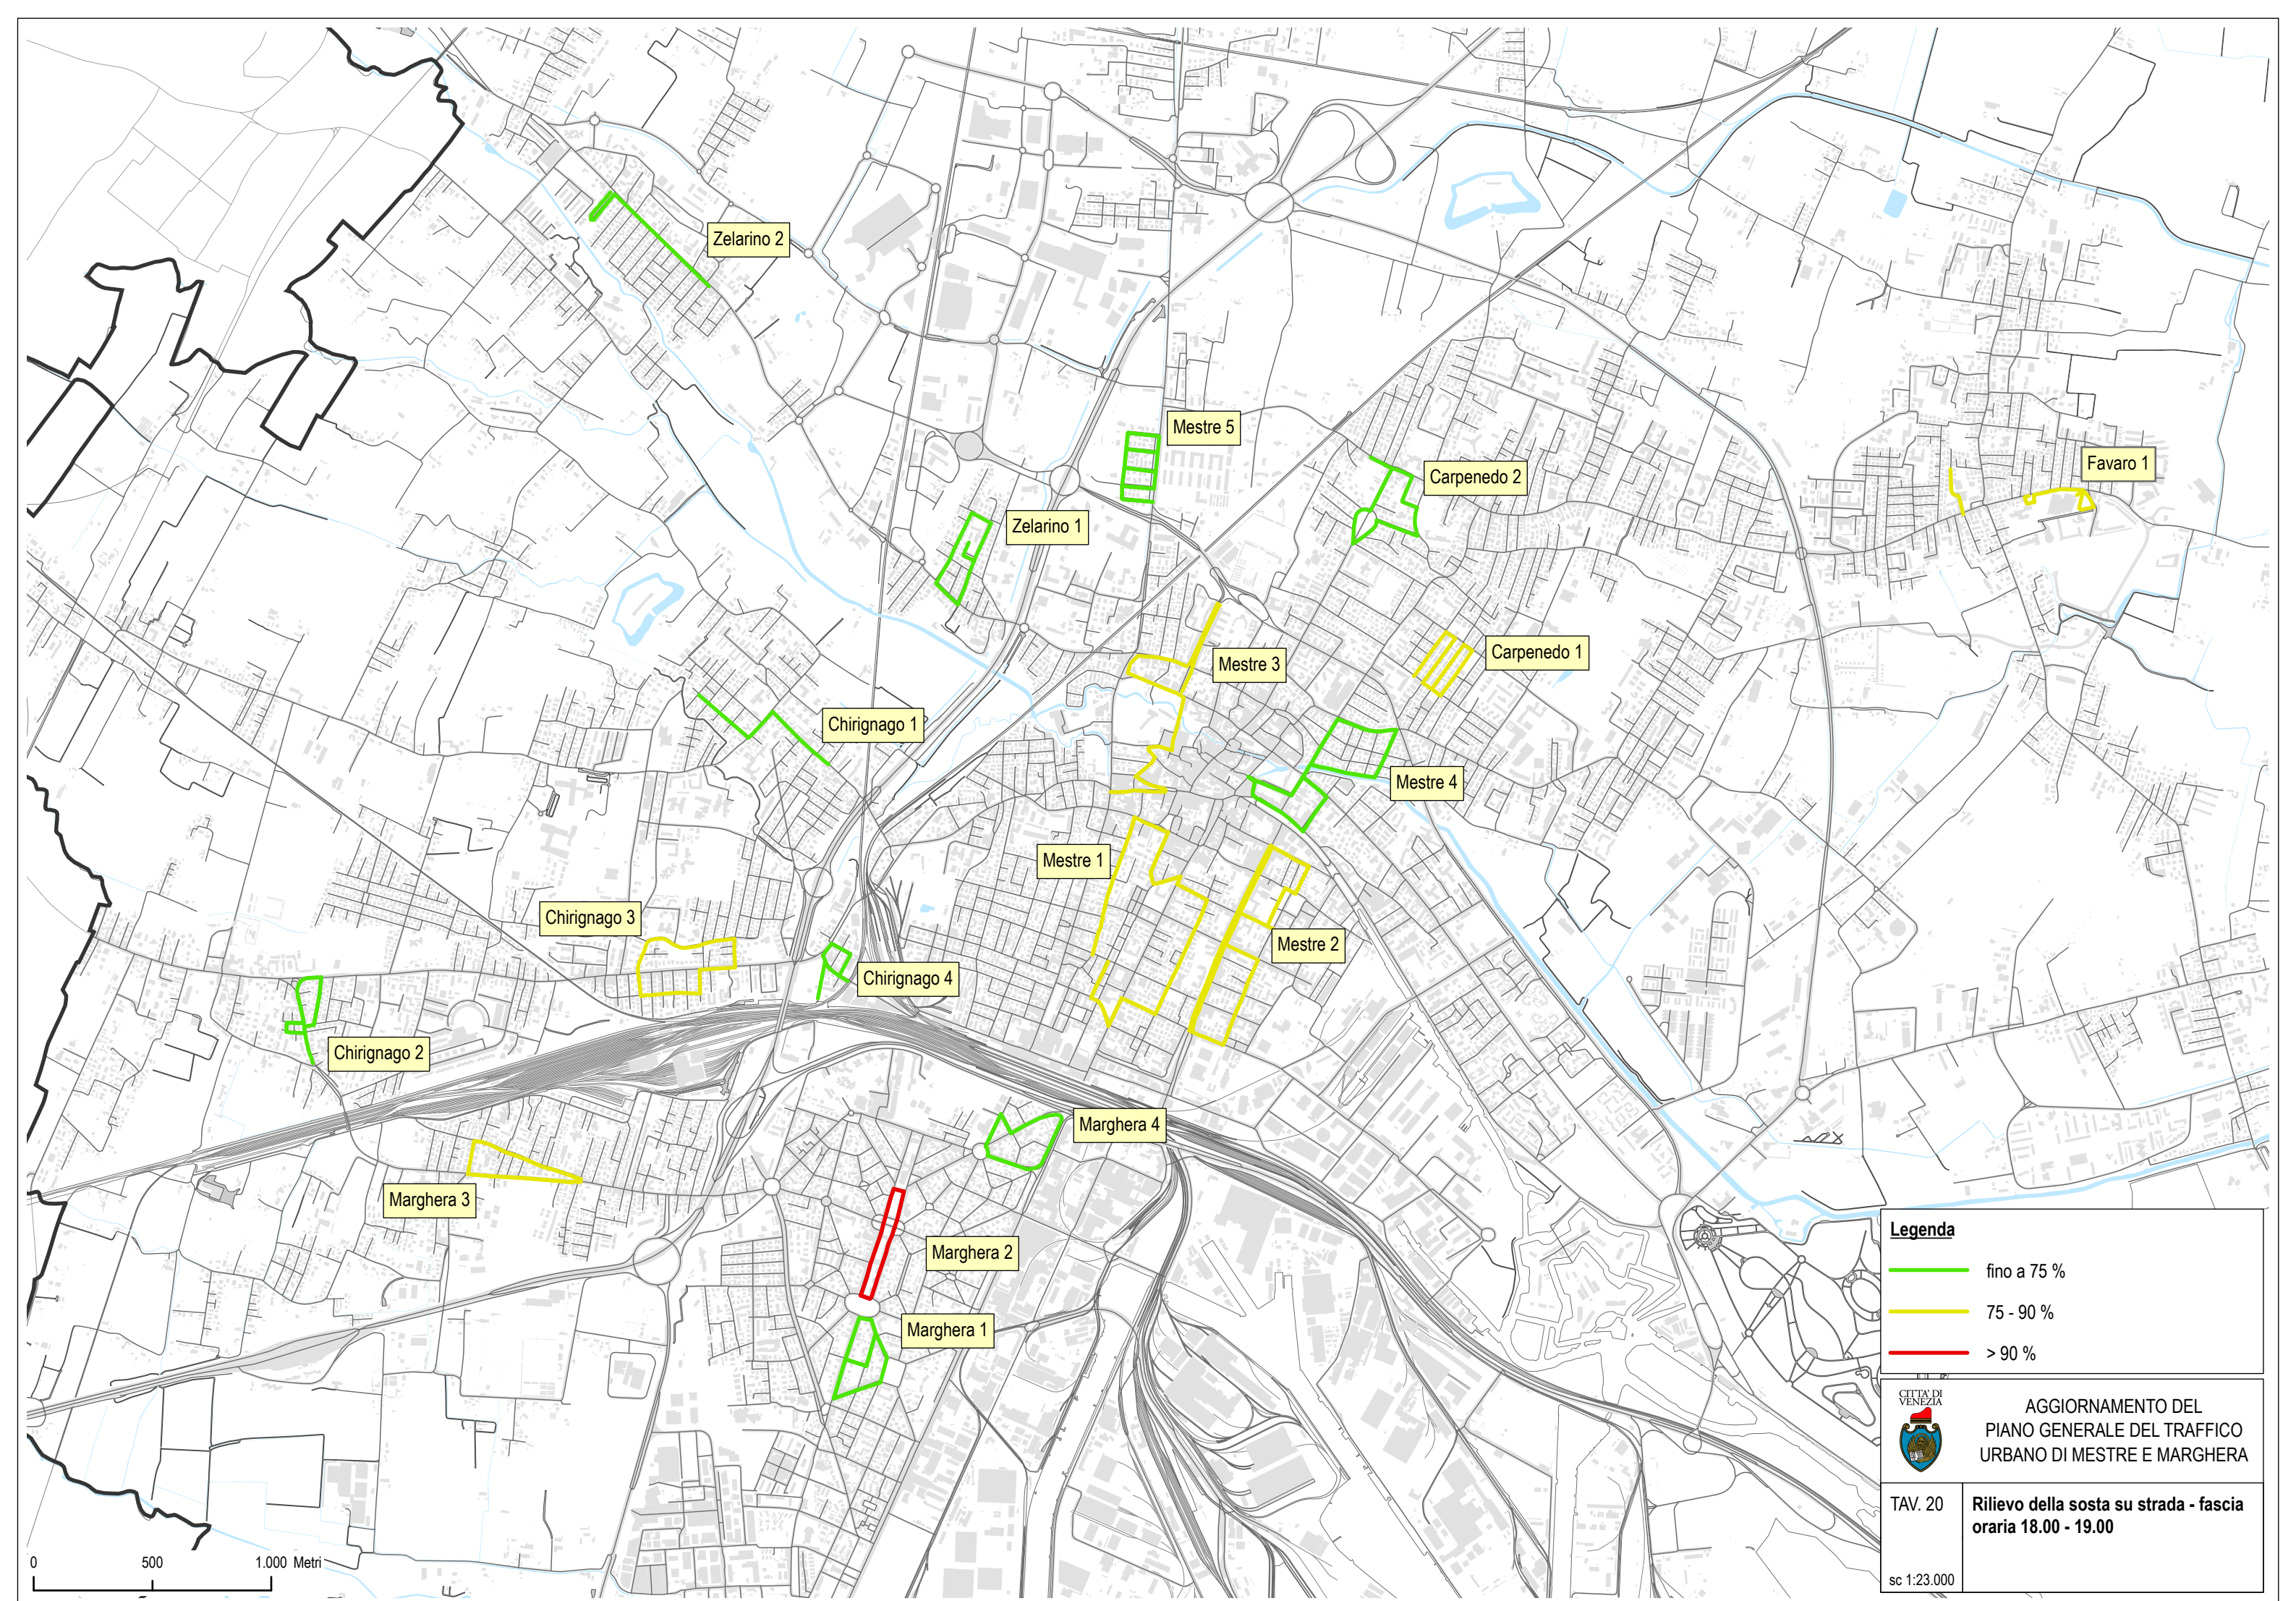 Zelarino 2
Mestre 5
Carpenedo 2
Favaro 1
Zelarino 1
Mestre 3
Carpenedo 1
Chirignago 1
Mestre 4
Mestre 1
Chirignago 3
Mestre 2
Chirignago 4
Chirignago 2
Marghera 4
Marghera 3
Marghera 2
Marghera 1
Legenda
fino a 75 %
75 - 90 %
> 90 %
CITTA' DI
VENEZIA
AGGIORNAMENTO DEL
PIANO GENERALE DEL TRAFFICO
URBANO DI MESTRE E MARGHERA
TAV. 20
Rilievo della sosta su strada - fascia
oraria 18.00 - 19.00
sc 1:23.000
0 500 1.000 Metri